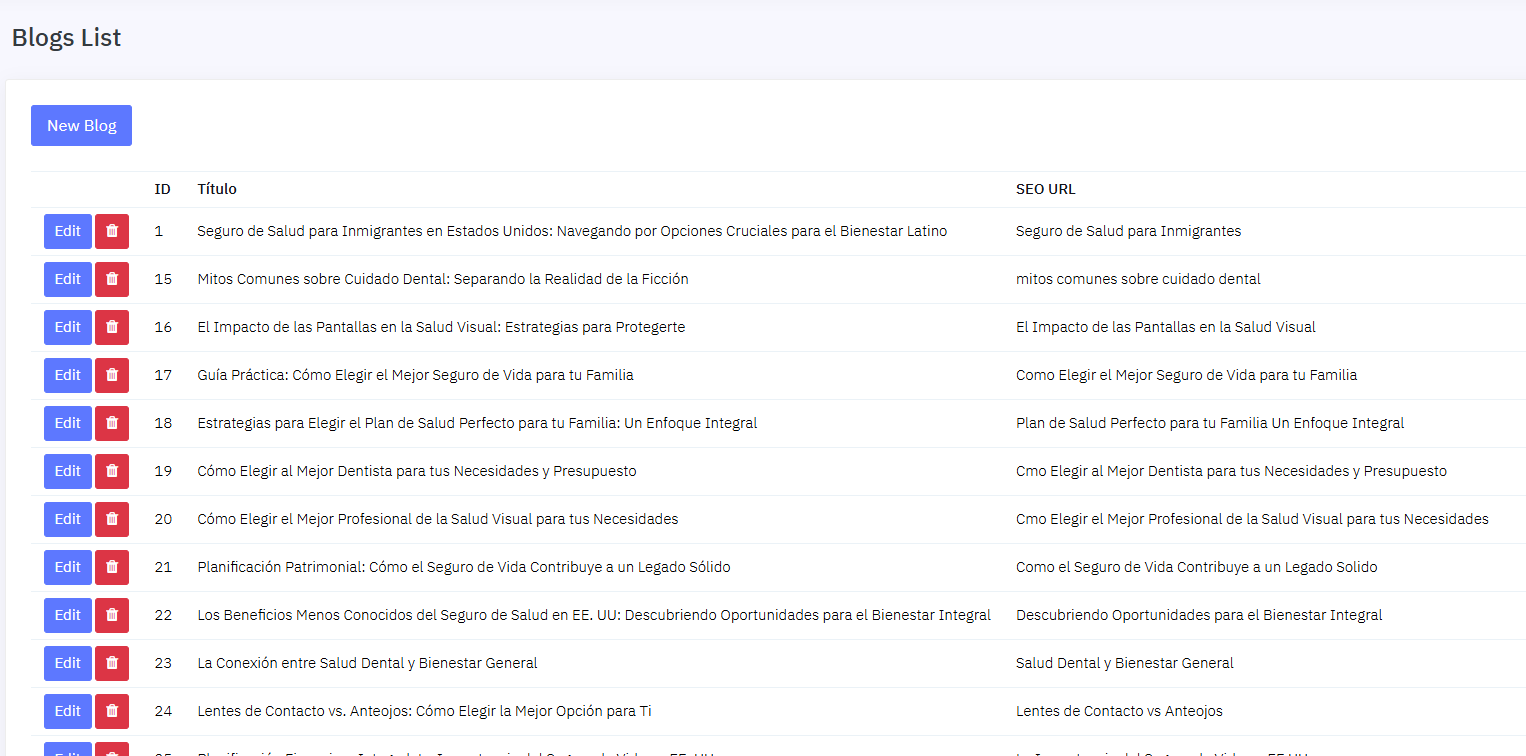 Blogs List
New Blog
ID Título SEO URL
Edit 1 Seguro de Salud para Inmigrantes en Estados Unidos: Navegando por Opciones Cruciales para el Bienestar Latino Seguro de Salud para Inmigrantes
Edit 15 Mitos Comunes sobre Cuidado Dental: Separando la Realidad de la Ficción mitos comunes sobre cuidado dental
Edit 16 El Impacto de las Pantallas en la Salud Visual: Estrategias para Protegerte El Impacto de las Pantallas en la Salud Visual
Edit 17 Guía Práctica: Cómo Elegir el Mejor Seguro de Vida para tu Familia Como Elegir el Mejor Seguro de Vida para tu Familia
Edit 18 Estrategias para Elegir el Plan de Salud Perfecto para tu Familia: Un Enfoque Integral Plan de Salud Perfecto para tu Familia Un Enfoque Integral
Edit 19 Cómo Elegir al Mejor Dentista para tus Necesidades y Presupuesto Cmo Elegir al Mejor Dentista para tus Necesidades y Presupuesto
Edit 20 Cómo Elegir el Mejor Profesional de la Salud Visual para tus Necesidades Cmo Elegir el Mejor Profesional de la Salud Visual para tus Necesidades
Edit 21 Planificación Patrimonial: Cómo el Seguro de Vida Contribuye a un Legado Sólido Como el Seguro de Vida Contribuye a un Legado Solido
Edit 22 Los Beneficios Menos Conocidos del Seguro de Salud en EE. UU: Descubriendo Oportunidades para el Bienestar Integral Descubriendo Oportunidades para el Bienestar Integral
Edit 23 La Conexión entre Salud Dental y Bienestar General Salud Dental y Bienestar General
Edit 24 Lentes de Contacto vs. Anteojos: Cómo Elegir la Mejor Opción para Ti Lentes de Contacto vs Anteojos